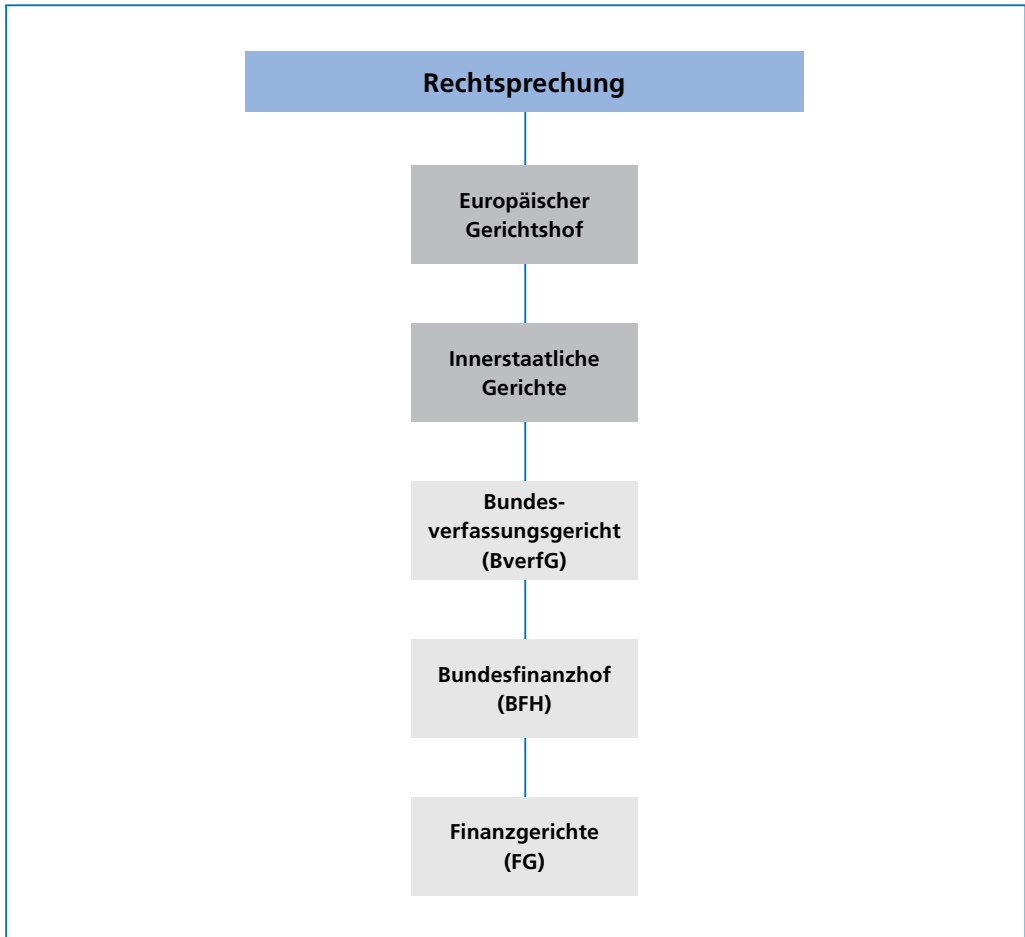 Rechtsprechung
Europäischer
Gerichtshof
Innerstaatliche
Gerichte
Bundes-
verfassungsgericht
(BverfG)
Bundesfinanzhof
(BFH)
Finanzgerichte
(FG)